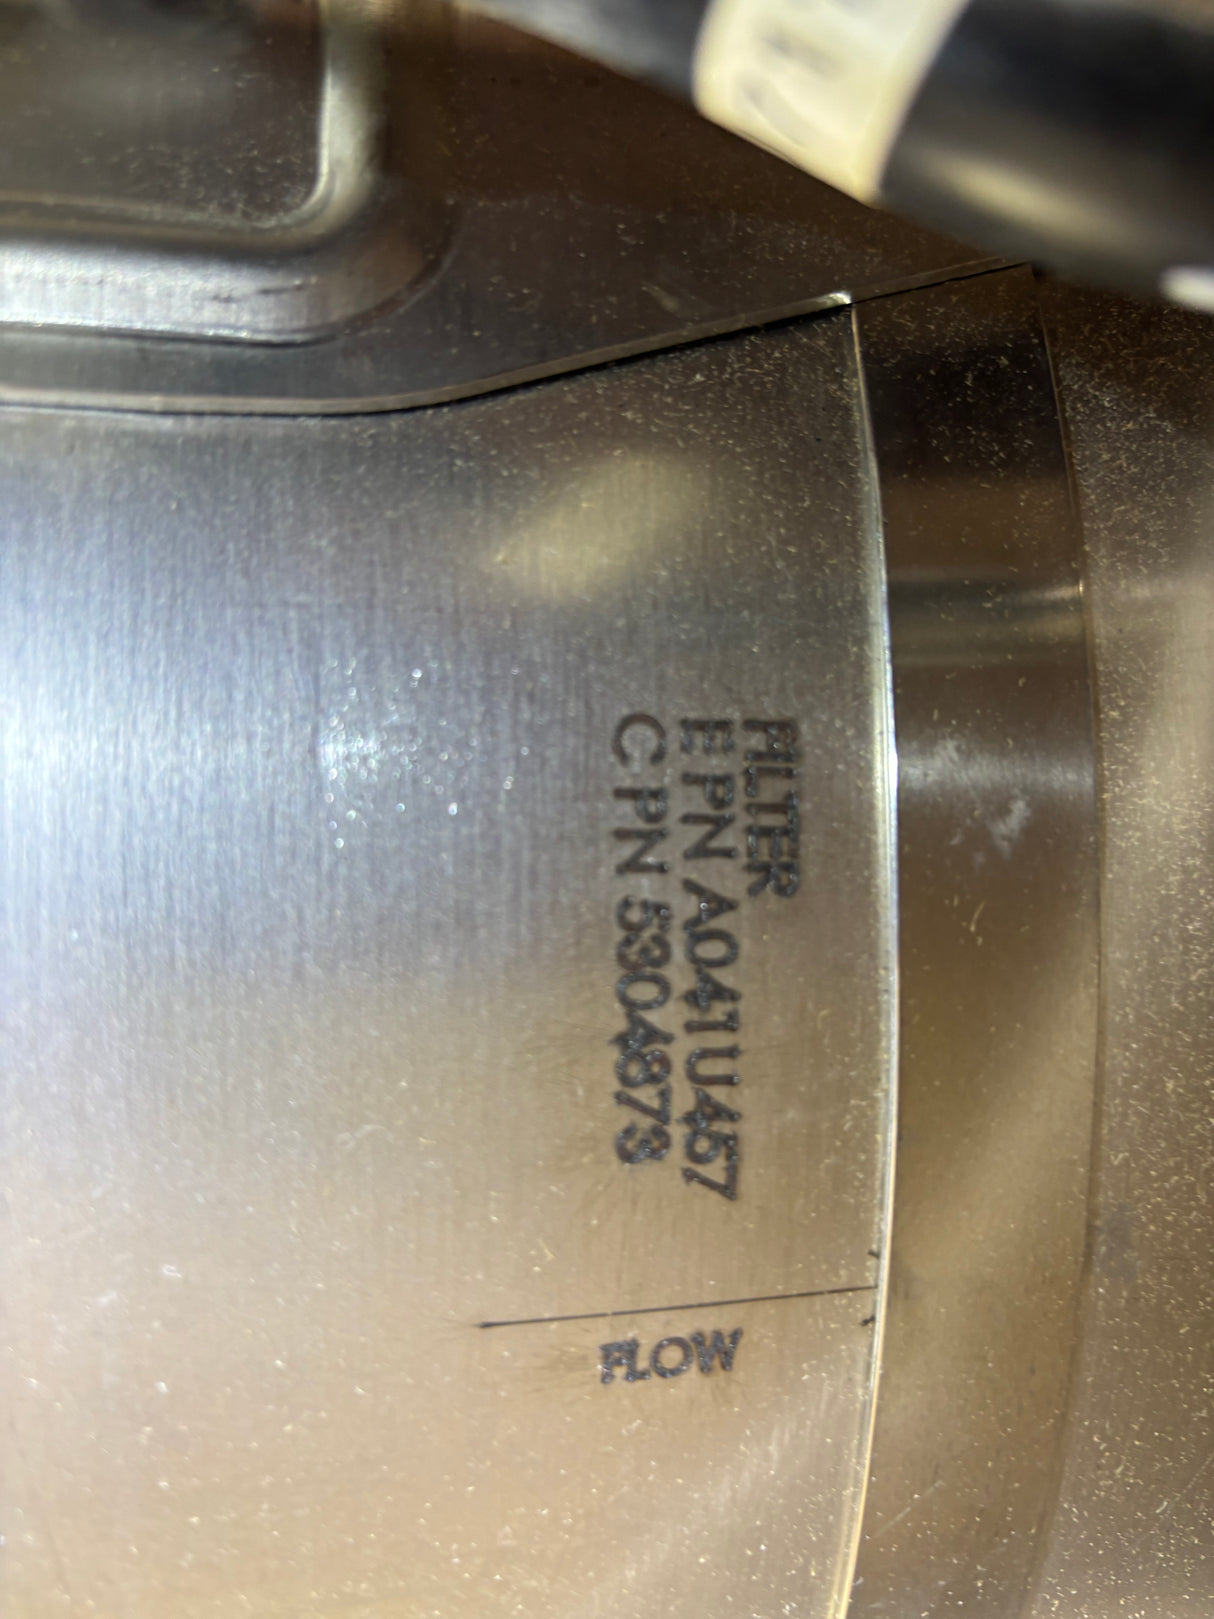 FILTER
E PN A041U457
C PN 5304873
FLOW